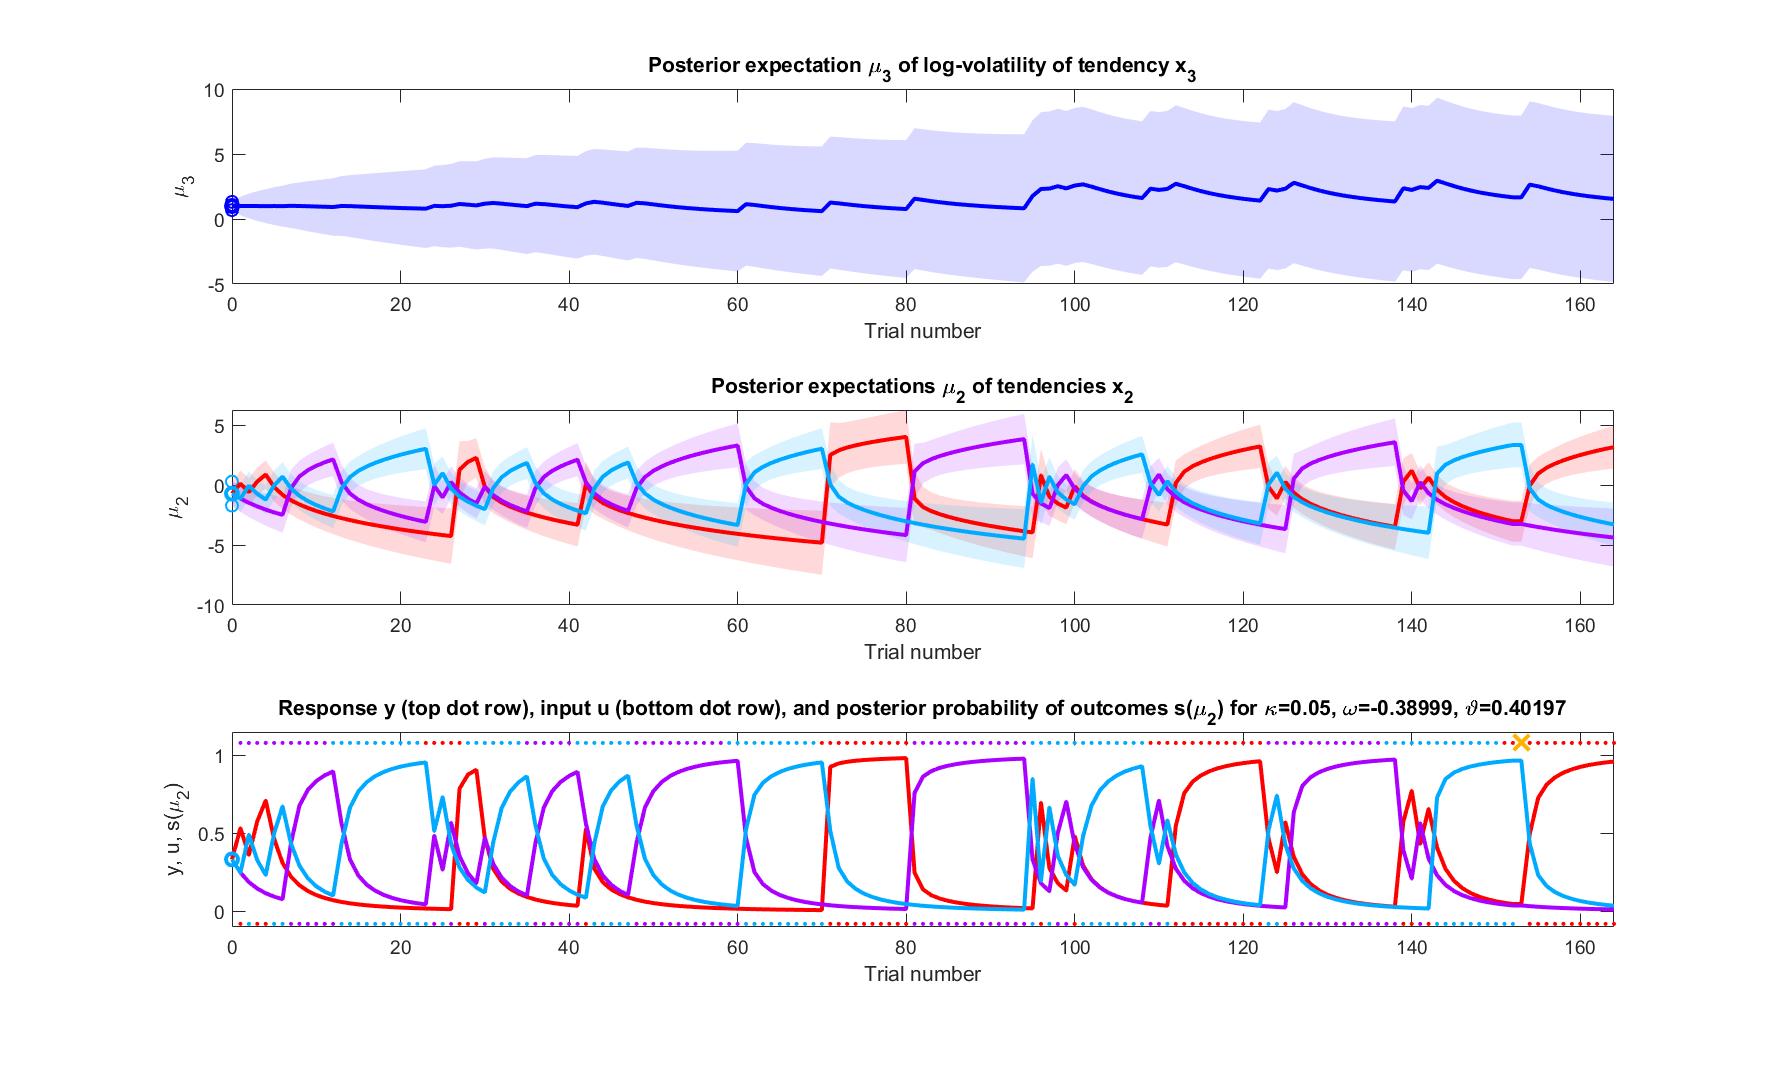 Posterior expectation μ3 of log-volatility of tendency x3
10
5
0
-5
μ3
0 20 40 60 80 100 120 140 160
Trial number
Posterior expectations μ2 of tendencies x2
5
0
-5
-10
μ2
0 20 40 60 80 100 120 140 160
Trial number
Response y (top dot row), input u (bottom dot row), and posterior probability of outcomes s(μ2) for κ=0.05, ω=-0.38999, ϑ=0.40197
1
0.5
0
y, u, s(μ2)
0 20 40 60 80 100 120 140 160
Trial number